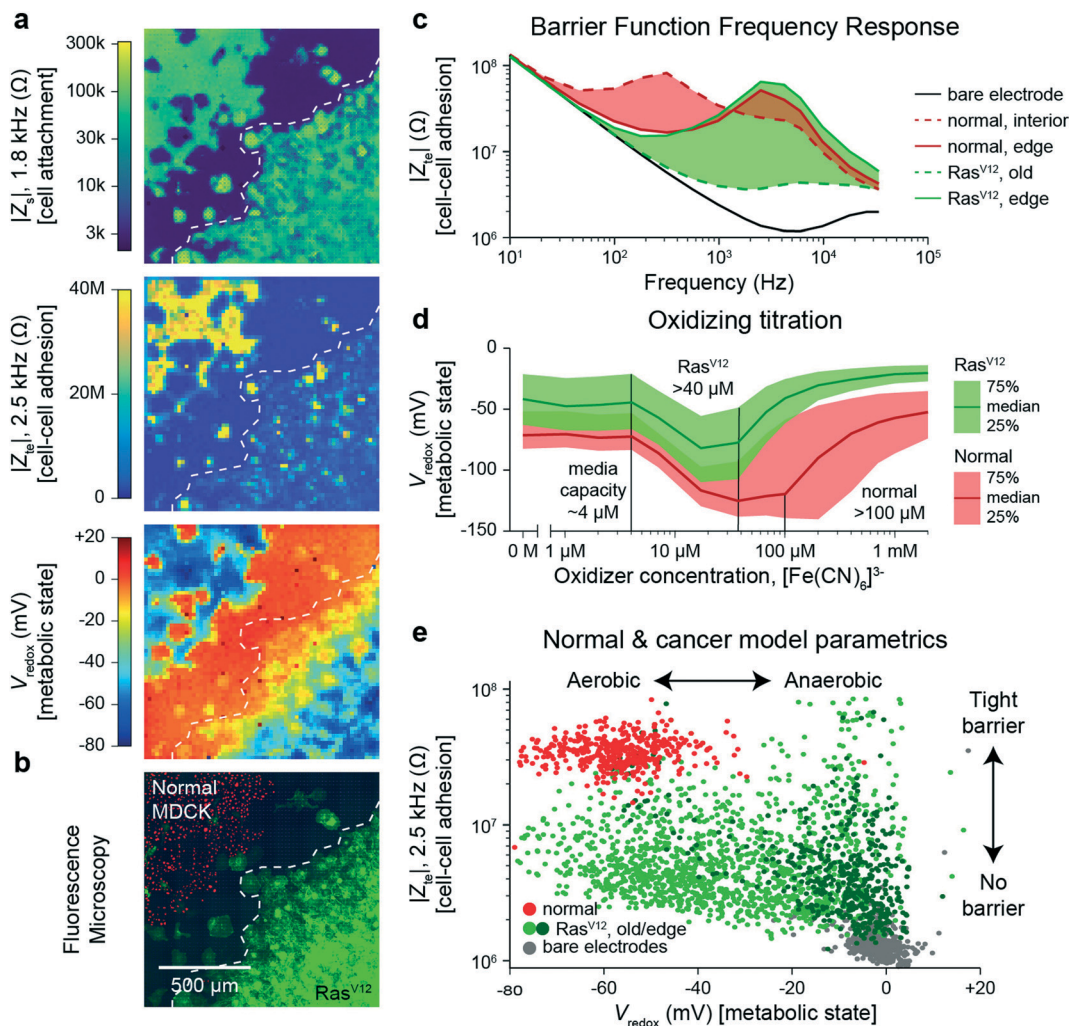 a
300k
100k
30k
10k
3k
|Zs|, 1.8 kHz (Ω)
[cell attachment]
40M
20M
0
|Zte|, 2.5 kHz (Ω)
[cell-cell adhesion]
+20
0
-20
-40
-60
-80
Vredox (mV)
[metabolic state]
b
Fluorescence
Microscopy
Normal
MDCK
500 µm
RasV12
c
Barrier Function Frequency Response
|Zte| (Ω)
[cell-cell adhesion]
10⁸
10⁷
10⁶
10¹ 10² 10³ 10⁴ 10⁵
Frequency (Hz)
bare electrode
normal, interior
normal, edge
RasV12, old
RasV12, edge
d
Oxidizing titration
Vredox (mV)
[metabolic state]
0
-50
-100
-150
RasV12
>40 µM
media
capacity
~4 µM
normal
>100 µM
0 M 1 µM 10 µM 100 µM 1 mM
Oxidizer concentration, [Fe(CN)₆]³⁻
RasV12
75%
median
25%
Normal
75%
median
25%
e
Normal & cancer model parametrics
Aerobic Anaerobic
Tight
barrier
No
barrier
|Zte|, 2.5 kHz (Ω)
[cell-cell adhesion]
10⁸
10⁷
10⁶
normal
RasV12, old/edge
bare electrodes
-80 -60 -40 -20 0 +20
Vredox (mV) [metabolic state]